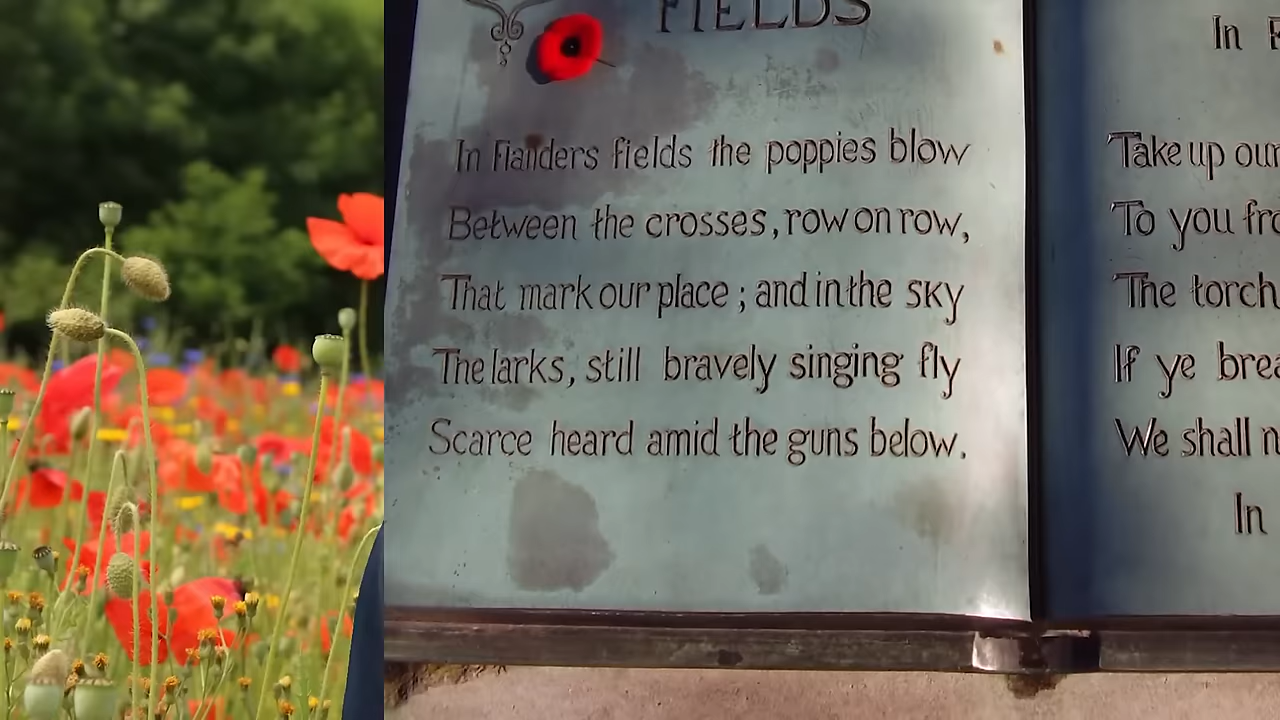 FIELDS
In Flanders fields the poppies blow
Between the crosses, row on row,
That mark our place ; and in the sky
The larks, still bravely singing fly
Scarce heard amid the guns below.
In
Take up our
To you fro
The torch
If ye brea
We shall n
In